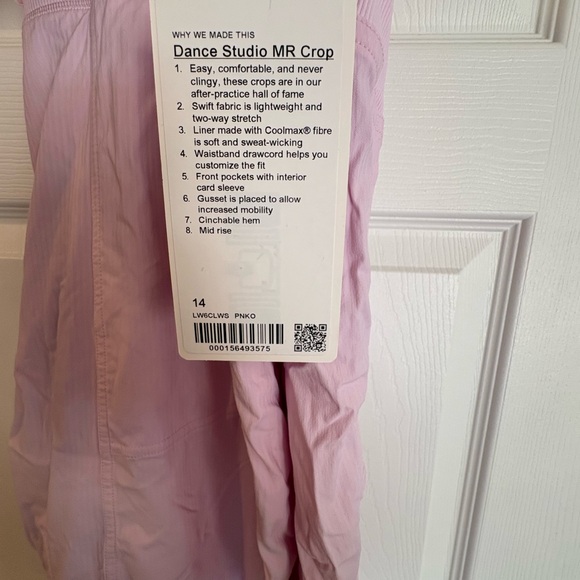 WHY WE MADE THIS
Dance Studio MR Crop
1. Easy, comfortable, and never
clingy, these crops are in our
after-practice hall of fame
2. Swift fabric is lightweight and
two-way stretch
3. Liner made with Coolmax® fibre
is soft and sweat-wicking
4. Waistband drawcord helps you
customize the fit
5. Front pockets with interior
card sleeve
6. Gusset is placed to allow
increased mobility
7. Cinchable hem
8. Mid rise
14
LW6CLWS PNKO
000156493575